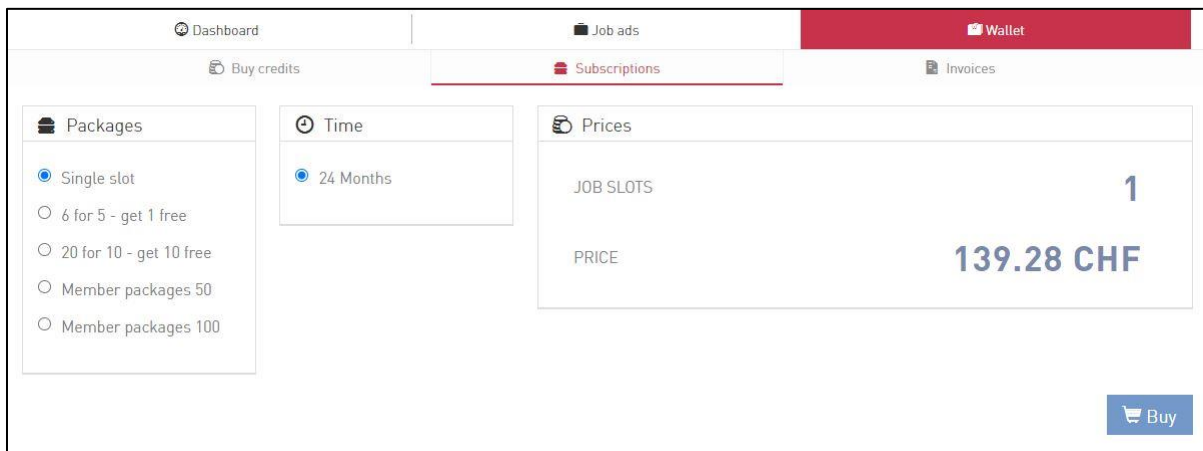 Dashboard
Job ads
Wallet
Buy credits
Subscriptions
Invoices
Packages
Single slot
6 for 5 - get 1 free
20 for 10 - get 10 free
Member packages 50
Member packages 100
Time
24 Months
Prices
JOB SLOTS
1
PRICE
139.28 CHF
Buy